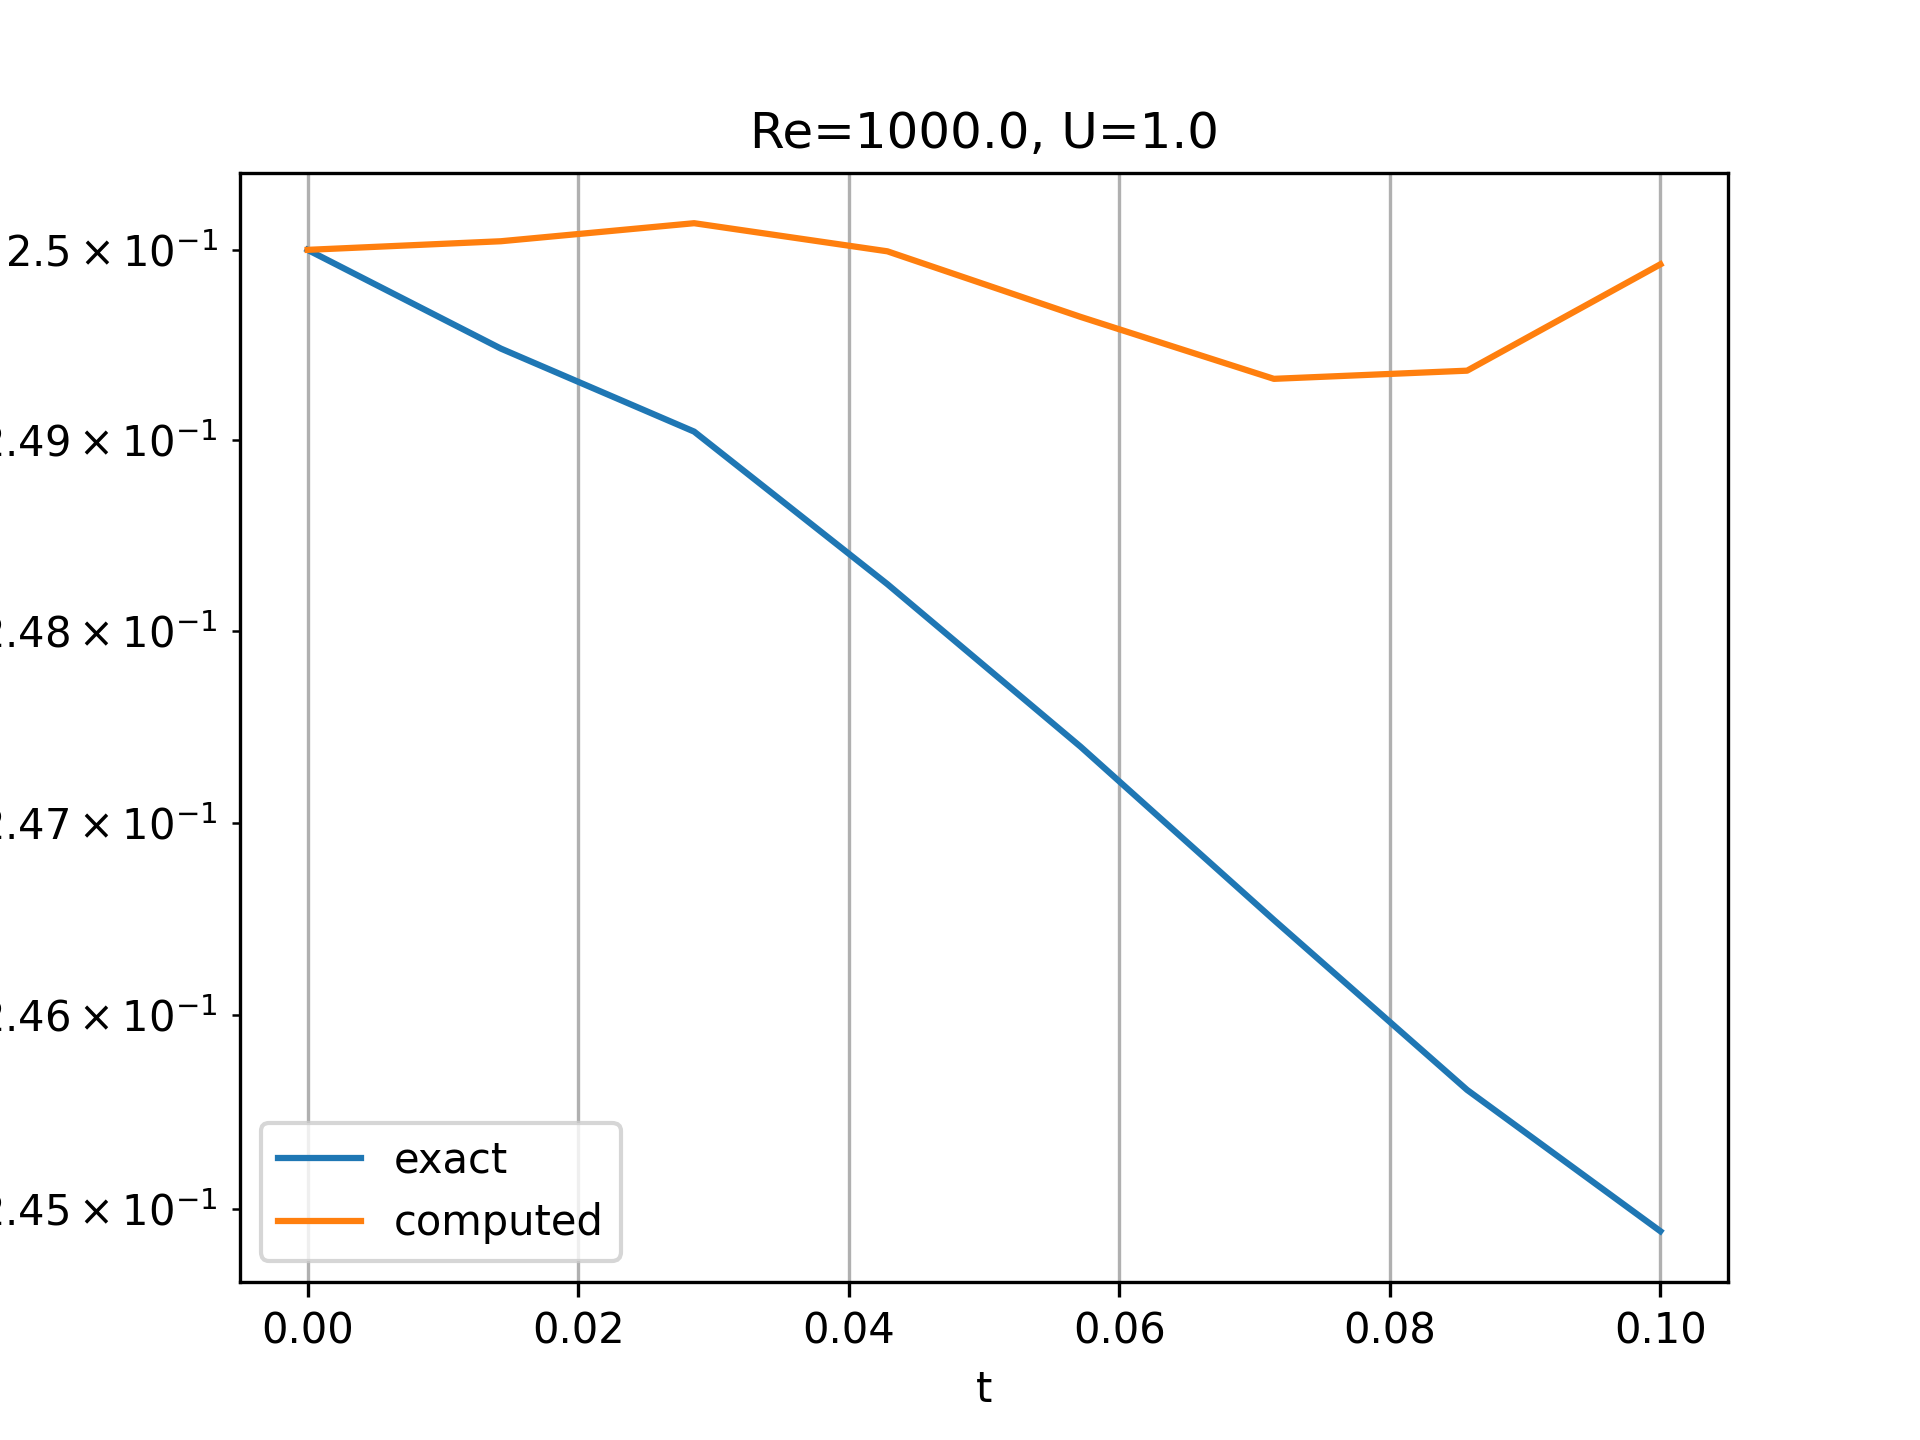 Re=1000.0, U=1.0
2.5 × 10⁻¹
.49 × 10⁻¹
.48 × 10⁻¹
.47 × 10⁻¹
.46 × 10⁻¹
.45 × 10⁻¹
exact
computed
0.00 0.02 0.04 0.06 0.08 0.10
t